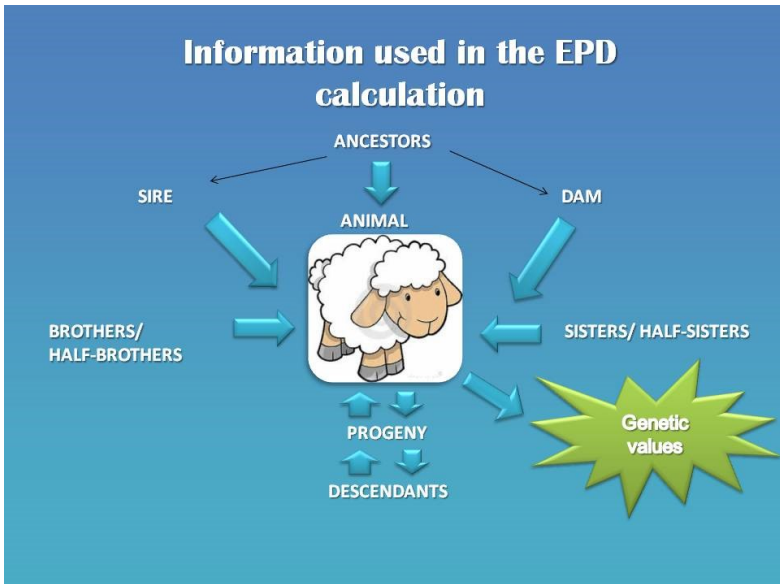 Information used in the EPD
calculation
ANCESTORS
SIRE
DAM
ANIMAL
BROTHERS/
HALF-BROTHERS
SISTERS/ HALF-SISTERS
Genetic
values
PROGENY
DESCENDANTS